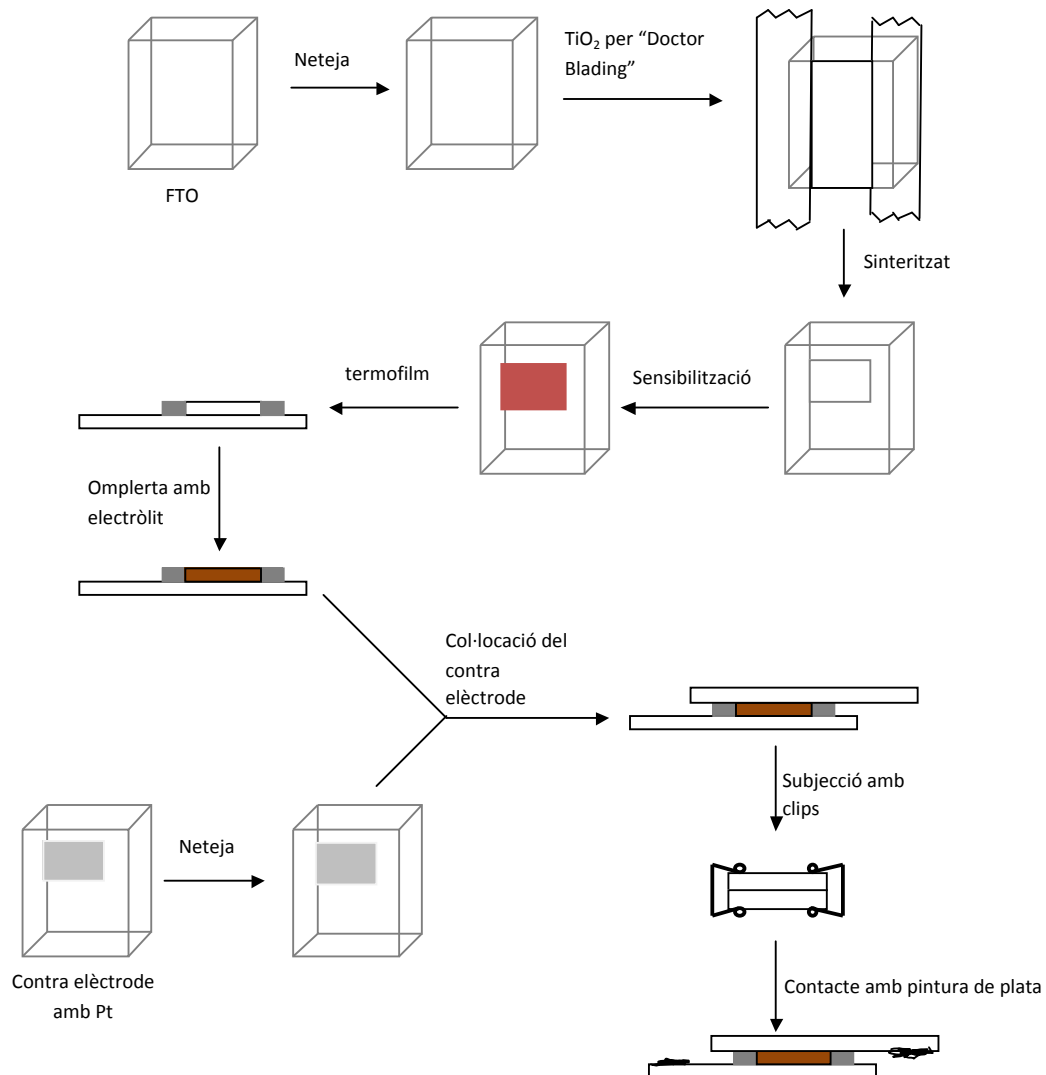 Neteja
TiO₂ per “Doctor
Blading”
FTO
Sinteritzat
Sensibilització
termofilm
Omplerta amb
electròlit
Col·locació del
contra
elèctrode
Subjecció amb
clips
Neteja
Contra elèctrode
amb Pt
Contacte amb pintura de plata